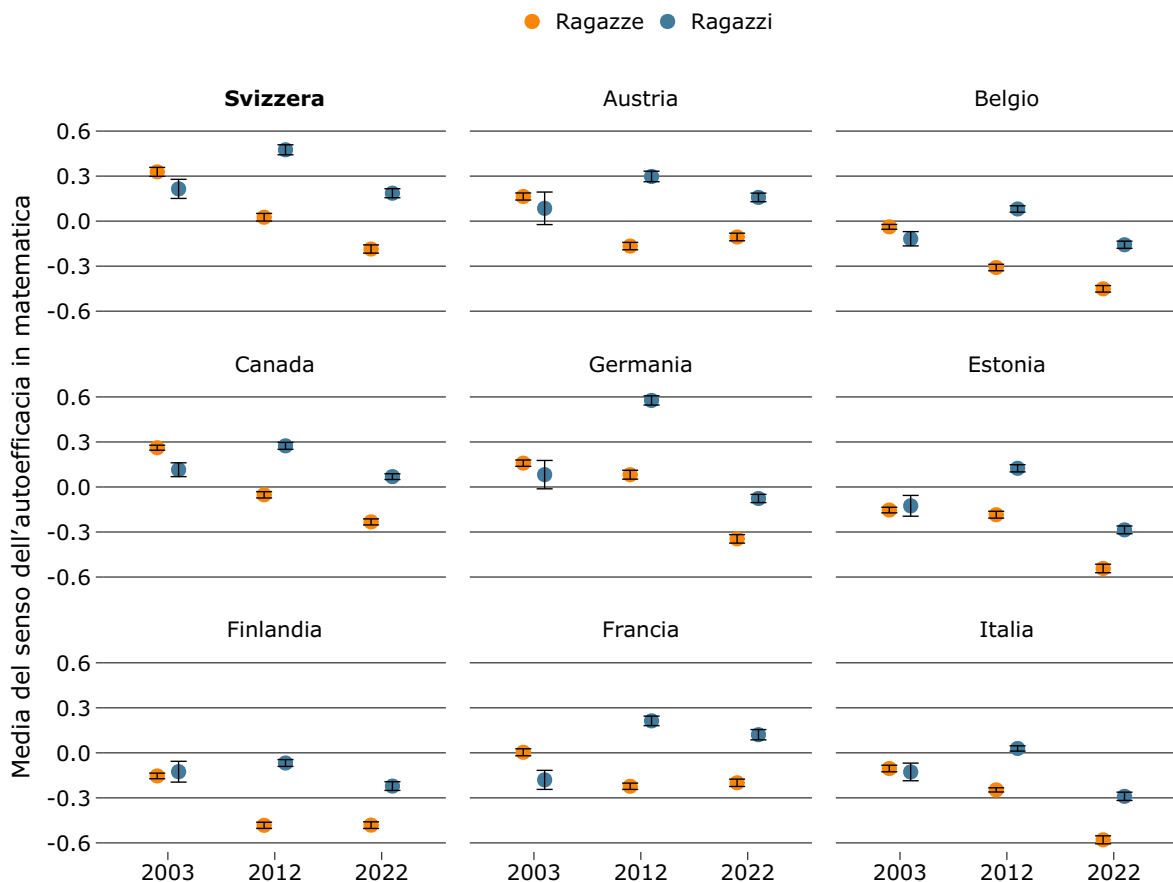 Ragazze Ragazzi
Svizzera Austria Belgio
0.6
0.3
0.0
-0.3
-0.6
Canada Germania Estonia
0.6
0.3
0.0
-0.3
-0.6
Finlandia Francia Italia
0.6
0.3
0.0
-0.3
-0.6
2003 2012 2022 2003 2012 2022 2003 2012 2022
Media del senso dell'autoefficacia in matematica